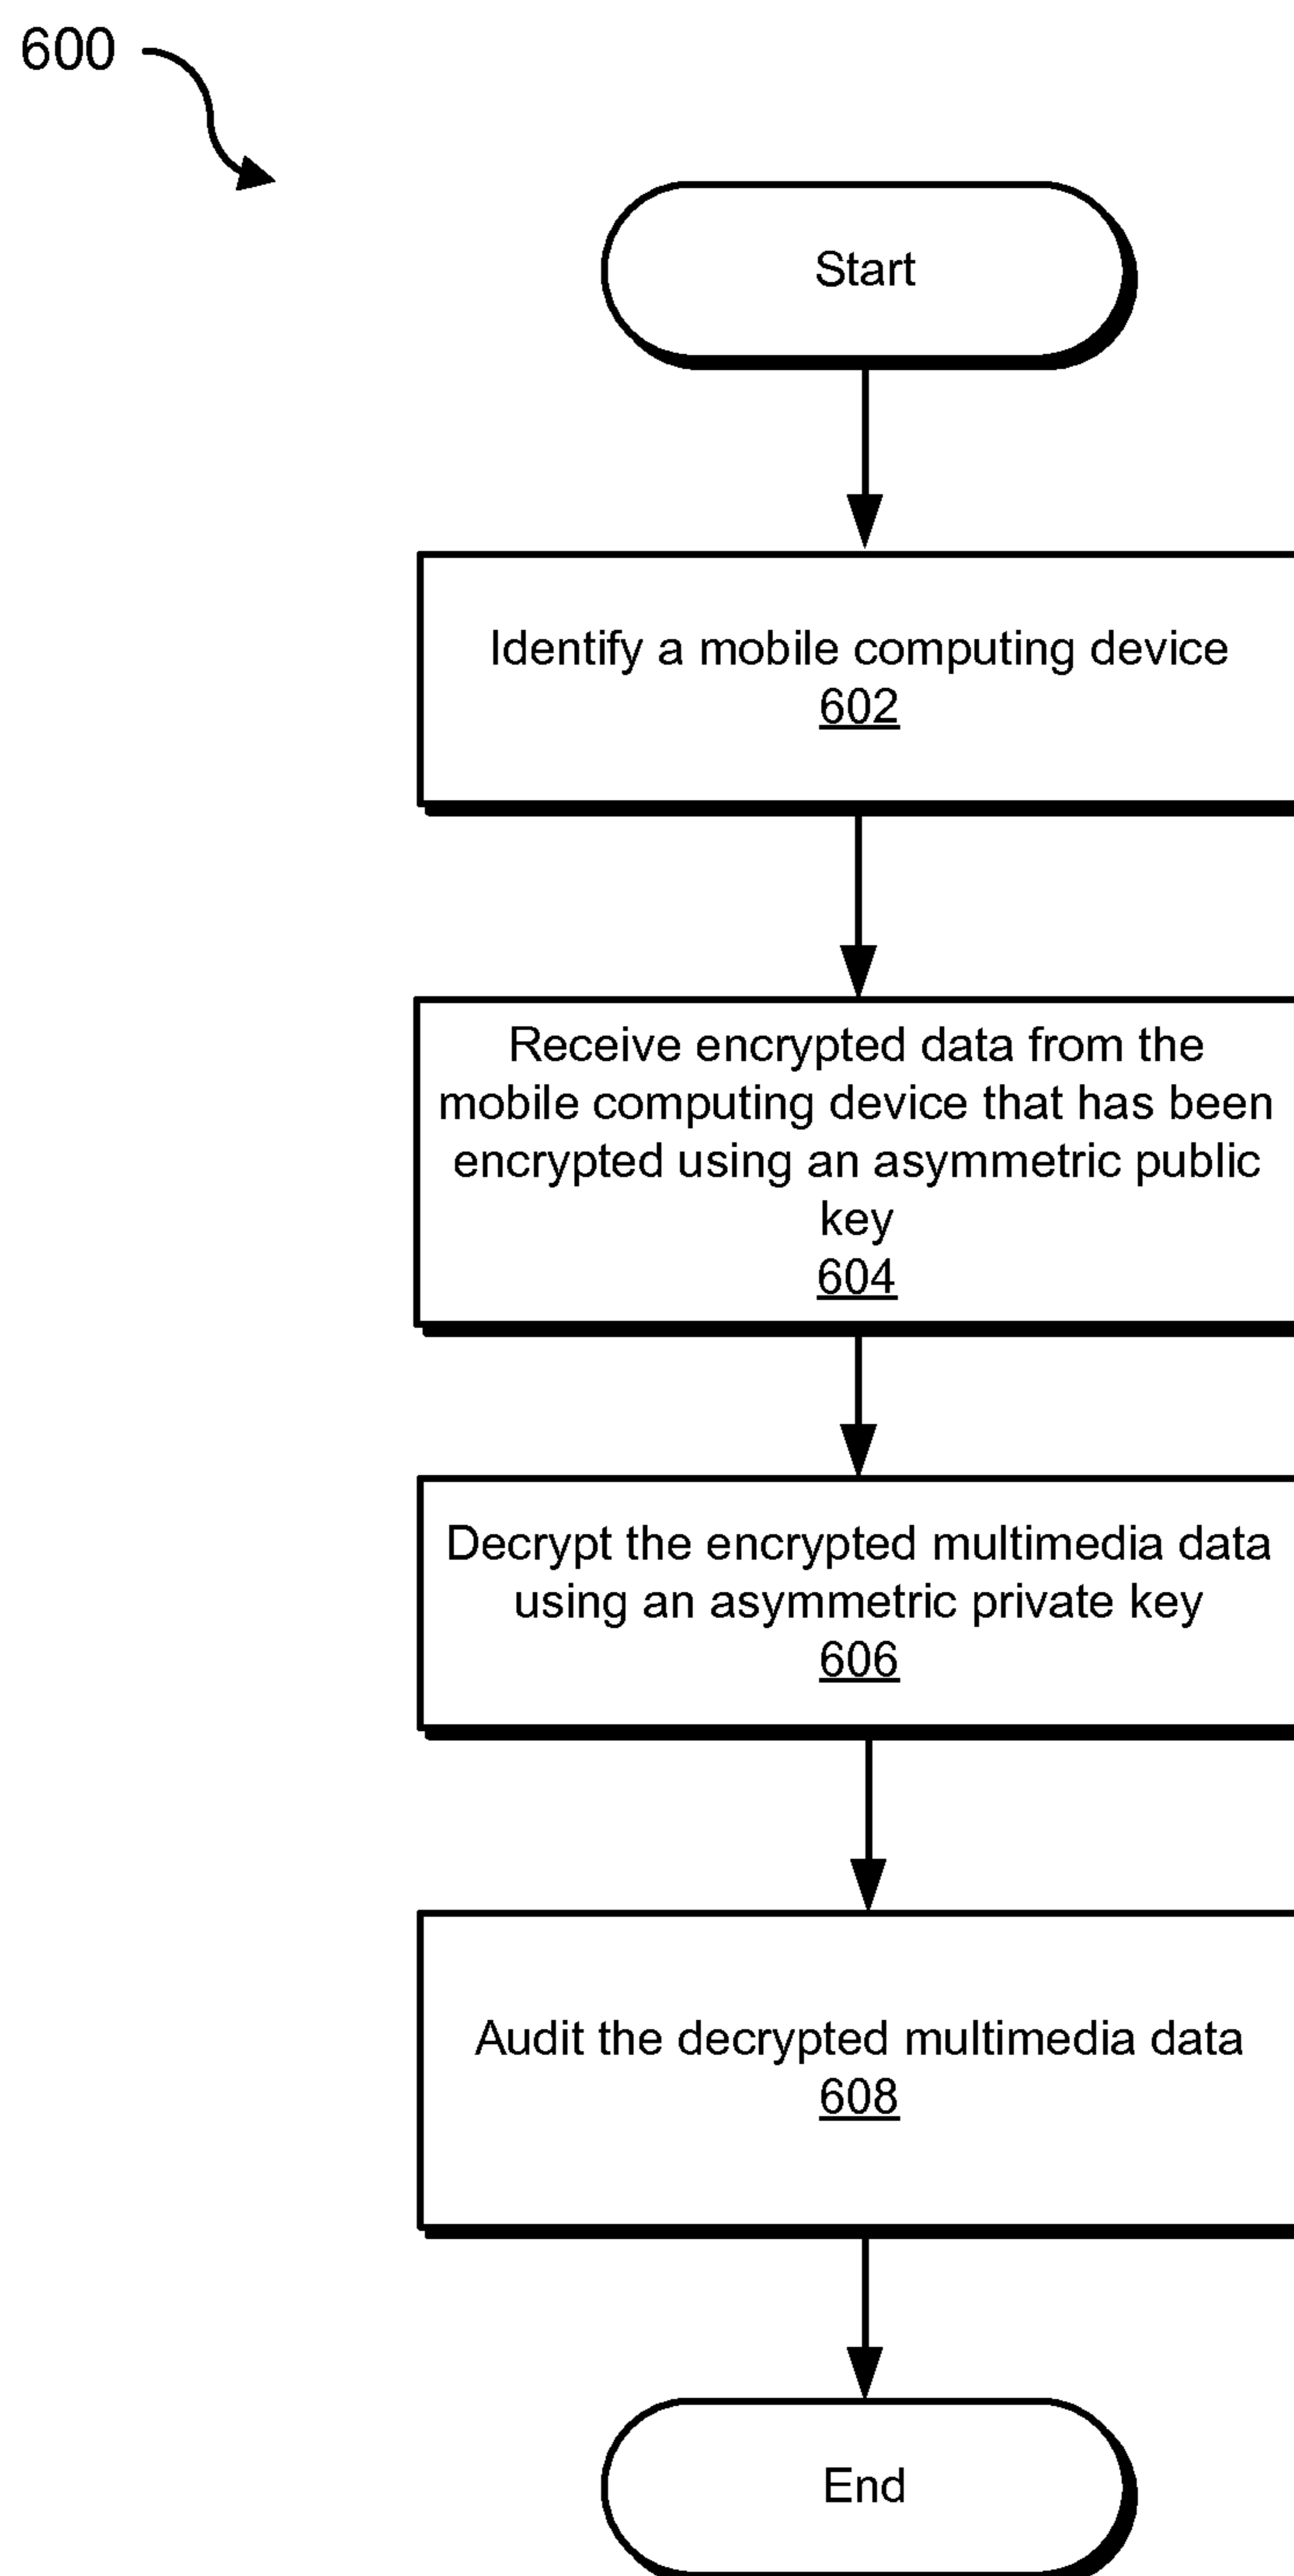 600
Start
Identify a mobile computing device
602
Receive encrypted data from the
mobile computing device that has been
encrypted using an asymmetric public
key
604
Decrypt the encrypted multimedia data
using an asymmetric private key
606
Audit the decrypted multimedia data
608
End